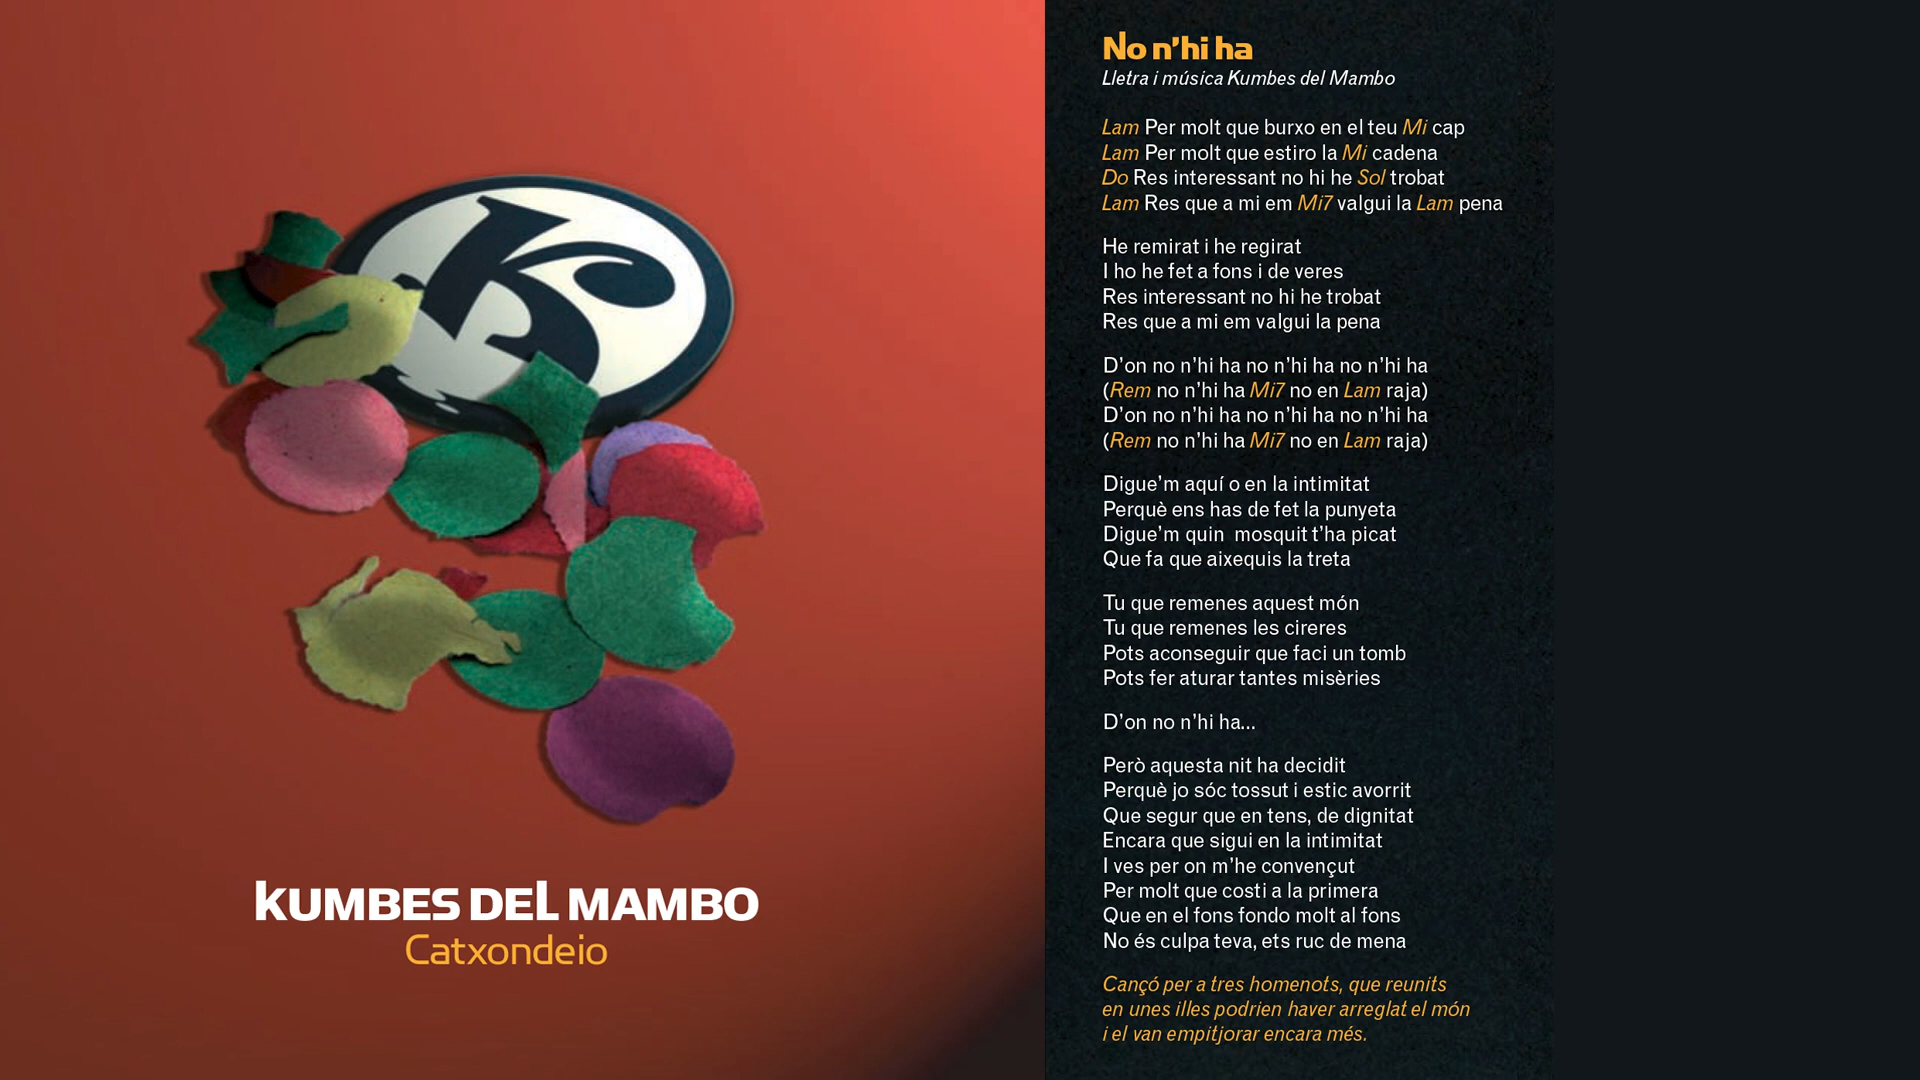 KUMBES DEL MAMBO
Catxondeio
No n'hi ha
Lletra i música Kumbes del Mambo
Lam Per molt que burxo en el teu Mi cap
Lam Per molt que estiro la Mi cadena
Do Res interessant no hi he Sol trobat
Lam Res que a mi em Mi7 valgui la Lam pena
He remirat i he regirat
I ho he fet a fons i de veres
Res interessant no hi he trobat
Res que a mi em valgui la pena
D'on no n'hi ha no n'hi ha no n'hi ha
(Rem no n'hi ha Mi7 no en Lam raja)
D'on no n'hi ha no n'hi ha no n'hi ha
(Rem no n'hi ha Mi7 no en Lam raja)
Digue'm aquí o en la intimitat
Perquè ens has de fet la punyeta
Digue'm quin  mosquit t'ha picat
Que fa que aixequis la treta
Tu que remenes aquest món
Tu que remenes les cireres
Pots aconseguir que faci un tomb
Pots fer aturar tantes misèries
D'on no n'hi ha...
Però aquesta nit ha decidit
Perquè jo sóc tossut i estic avorrit
Que segur que en tens, de dignitat
Encara que sigui en la intimitat
I ves per on m'he convençut
Per molt que costi a la primera
Que en el fons fondo molt al fons
No és culpa teva, ets ruc de mena
Cançó per a tres homenots, que reunits
en unes illes podrien haver arreglat el món
i el van empitjorar encara més.